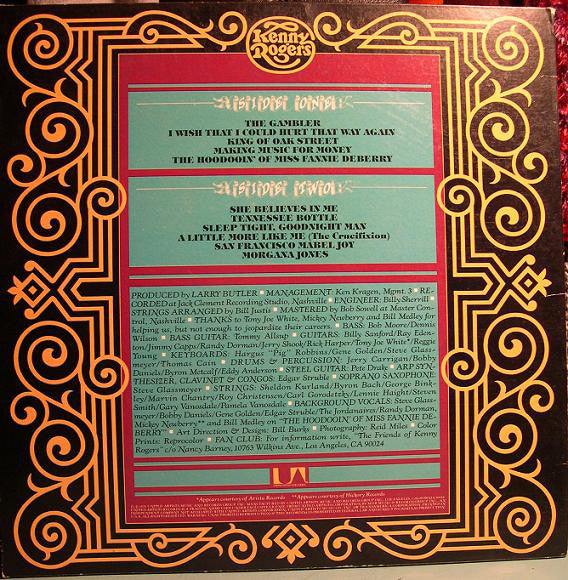 Kenny
Rogers
THE GAMBLER
I WISH THAT I COULD HURT THAT WAY AGAIN
KING OF OAK STREET
MAKING MUSIC FOR MONEY
THE HOODOOIN' OF MISS FANNIE DEBERRY
SHE BELIEVES IN ME
TENNESSEE BOTTLE
SLEEP TIGHT, GOODNIGHT MAN
A LITTLE MORE LIKE ME (The Crucifixion)
SAN FRANCISCO MABEL JOY
MORGANA JONES
PRODUCED by LARRY BUTLER • MANAGEMENT: Ken Kragen, Mgmt. 3 • RE-
CORDED at Jack Clement Recording Studio, Nashville • ENGINEER: Billy Sherrill
STRINGS ARRANGED by Bill Justis • MASTERED by Bob Sowell at Master Con-
trol, Nashville • THANKS to Tony Joe White, Mickey Newberry and Bill Medley for
helping us, but not enough to jeopardize their careers. • BASS: Bob Moore/Dennis
Wilson • BASS GUITAR: Tommy Allsup • GUITARS: Billy Sanford/Ray Eden-
ton/Jimmy Capps/Randy Dorman/Jerry Shook/Rick Harper/Tony Joe White*/Reggie
Young • KEYBOARDS: Hargus "Pig" Robbins/Gene Golden/Steve Glass-
meyer/Thomas Cain • DRUMS & PERCUSSION: Jerry Carrigan/Bobby
Daniels/Byron Metcalf/Eddy Anderson • STEEL GUITAR: Pete Drake • ARP SYN-
THESIZER, CLAVINET & CONGOS: Edgar Struble • SOPRANO SAXOPHONE:
Steve Glassmeyer • STRINGS: Sheldon Kurland/Byron Bach/George Bink-
ley/Marvin Chantry/Roy Christensen/Carl Gorodetzky/Lennie Haight/Steven
Smith/Gary Vanosdale/Pamela Vanosdale • BACKGROUND VOCALS: Steve Glass-
meyer/Bobby Daniels/Gene Golden/Edgar Struble/The Jordanaires/Randy Dorman,
Mickey Newberry** and Bill Medley on "THE HOODOOIN' OF MISS FANNIE DE-
BERRY" • Art Direction & Design: Bill Burks • Photography: Reid Miles • Color
Prints: Reprocolor • FAN CLUB: For information write, "The Friends of Kenny
Rogers" c/o Nancy Barney, 10763 Wilkins Ave., Los Angeles, CA 90024
*Appears courtesy of Arista Records **Appears courtesy of Hickory Records